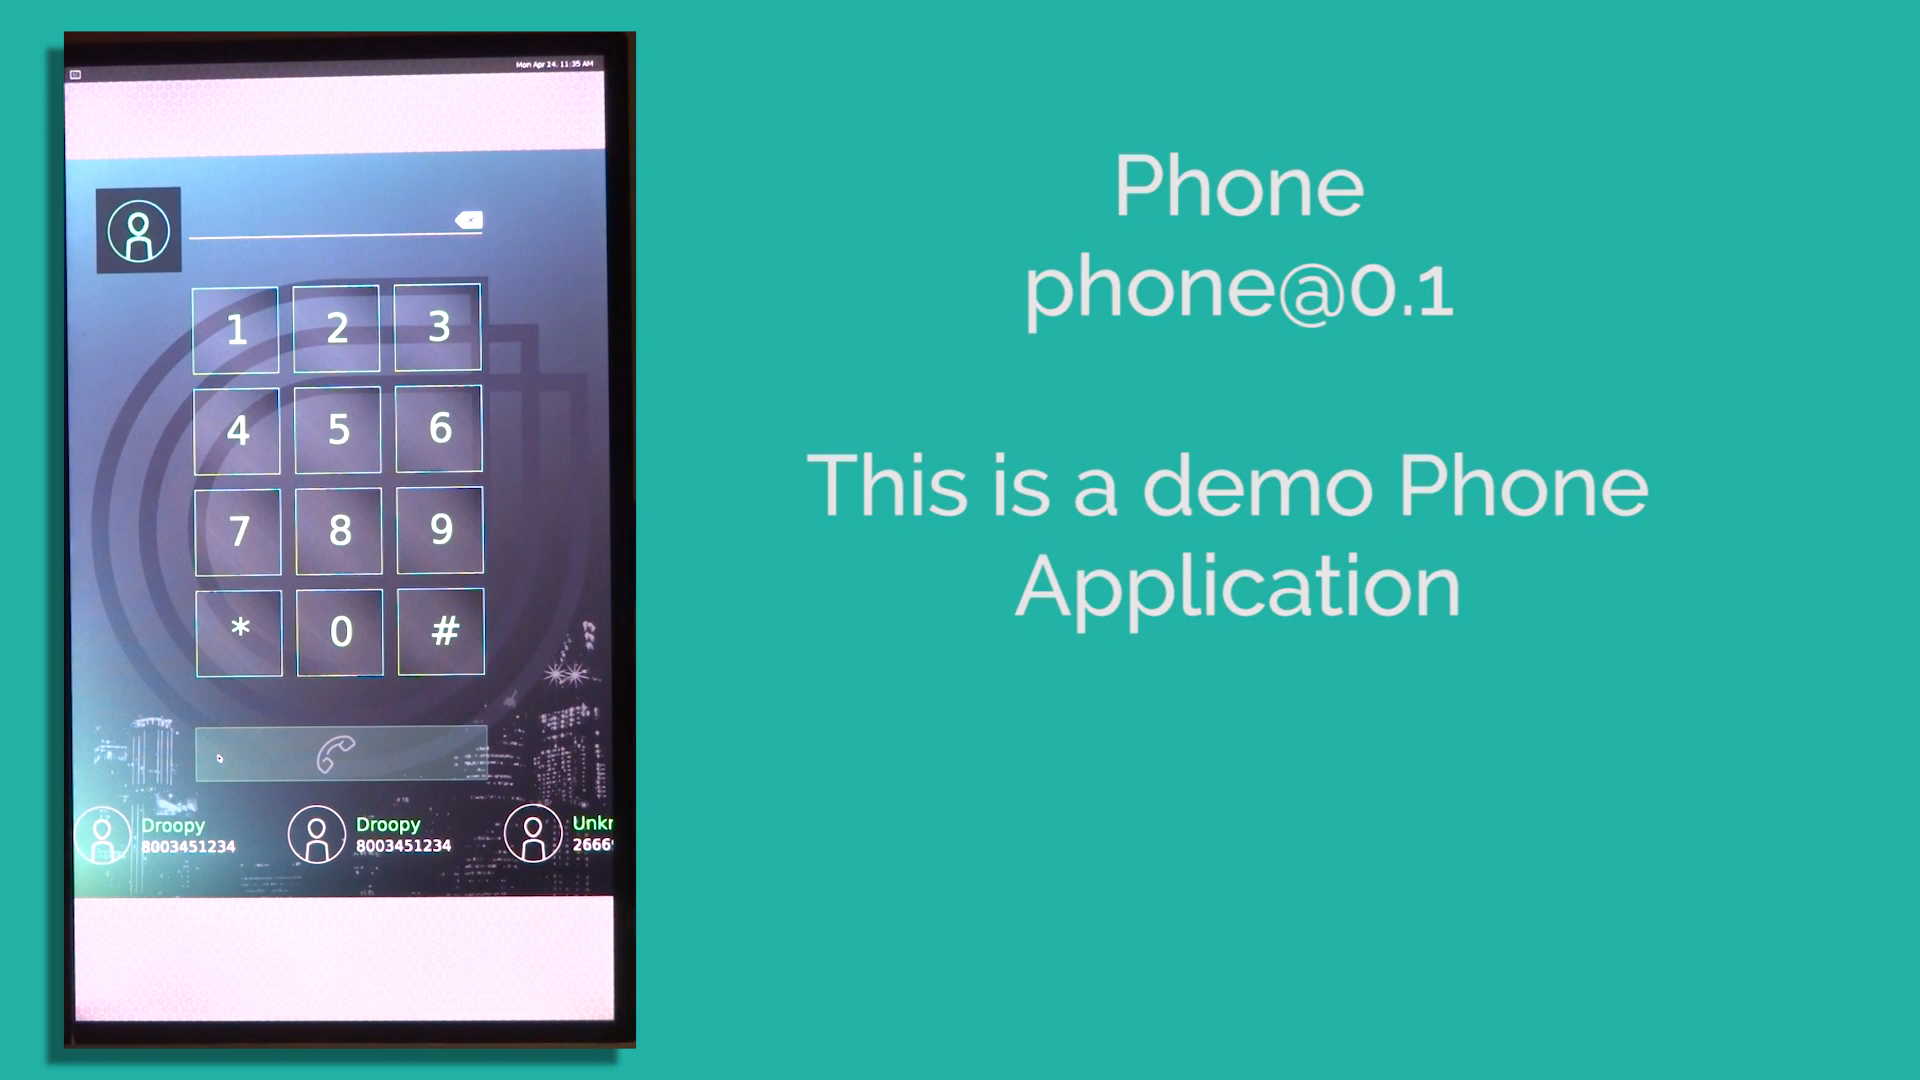 Mon Apr 24, 11:35 AM
1 2 3
4 5 6
7 8 9
* 0 #
Droopy
8003451234
Droopy
8003451234
Phone
phone@0.1
This is a demo Phone
Application